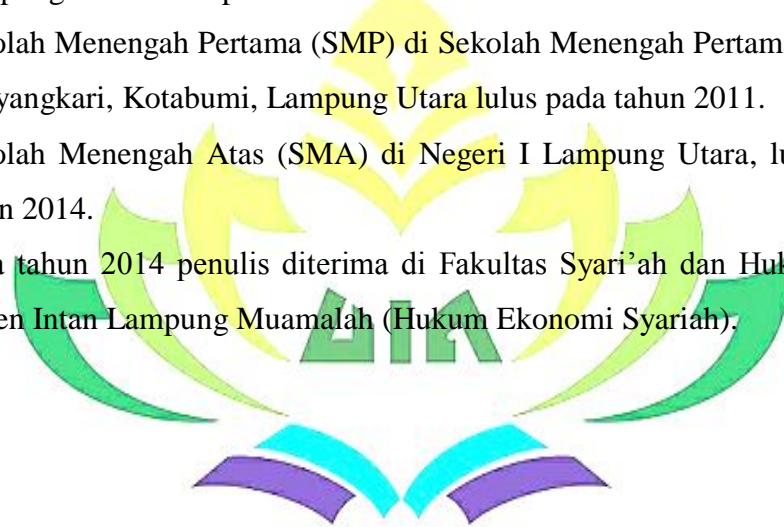 olah Menengah Pertama (SMP) di Sekolah Menengah Pertam
yangkari, Kotabumi, Lampung Utara lulus pada tahun 2011.
olah Menengah Atas (SMA) di Negeri I Lampung Utara, lu
n 2014.
a tahun 2014 penulis diterima di Fakultas Syari’ah dan Huk
en Intan Lampung Muamalah (Hukum Ekonomi Syariah).